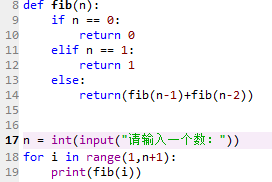 8 def fib(n):
9     if n == 0:
10         return 0
11     elif n == 1:
12         return 1
13     else:
14         return(fib(n-1)+fib(n-2))
15
16
17 n = int(input("请输入一个数："))
18 for i in range(1,n+1):
19     print(fib(i))